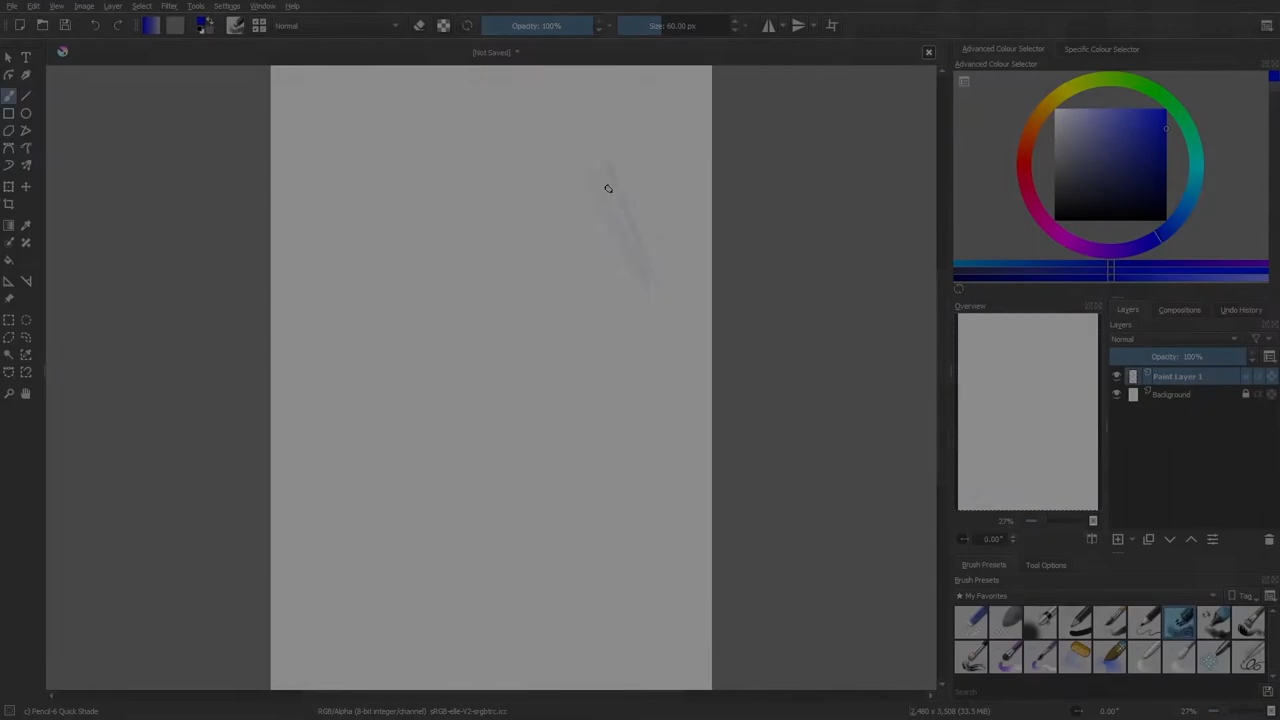 File Edit View Image Layer Select Filter Tools Settings Window Help
Normal Opacity: 100% Size: 60.00 px
[Not Saved] *
Advanced Colour Selector Specific Colour Selector
Advanced Colour Selector
Overview
27%
0.00°
Layers Compositions Undo History
Layers
Normal
Opacity: 100%
Paint Layer 1
Background
Brush Presets Tool Options
Brush Presets
★ My Favorites Tag
Search
c) Pencil-6 Quick Shade RGB/Alpha (8-bit integer/channel) sRGB-elle-V2-srgbtrc.icc 2,480 x 3,508 (33.5 MiB) 0.00° 27%